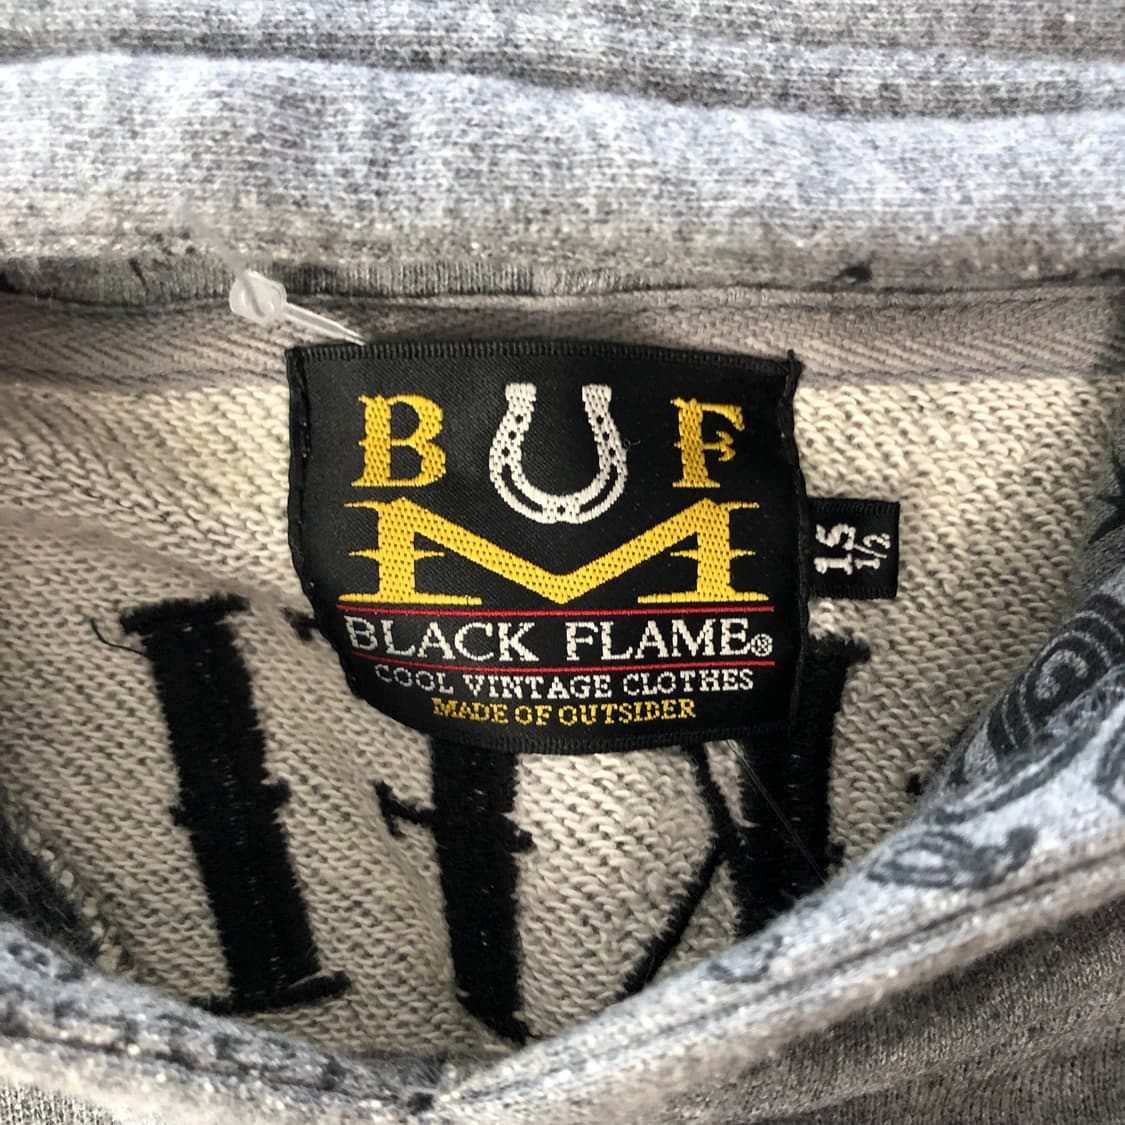 B F
M
BLACK FLAME®
COOL VINTAGE CLOTHES
MADE OF OUTSIDER
15 1/2